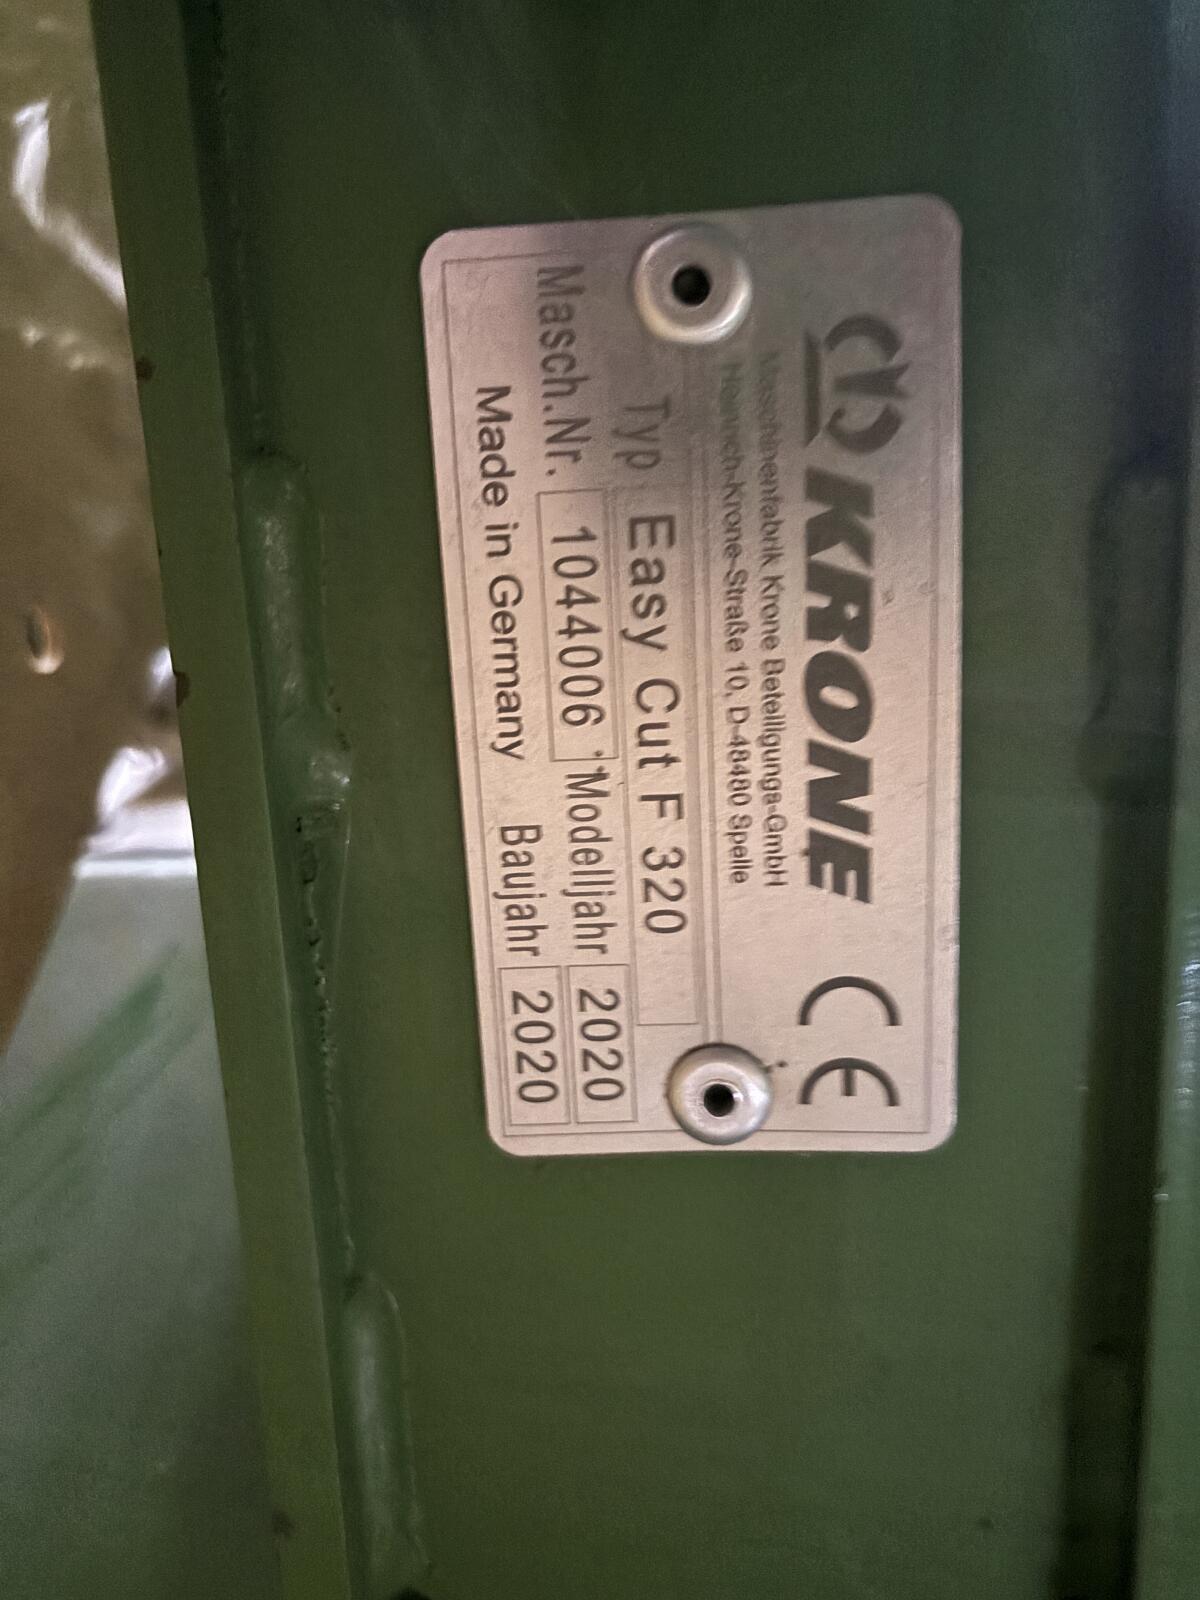 KRONE CE
Maschinenfabrik Krone Beteiligungs-GmbH
Heinrich-Krone-Straße 10, D-48480 Spelle
Typ Easy Cut F 320
Masch.Nr. 1044006 Modelljahr 2020
Made in Germany Baujahr 2020